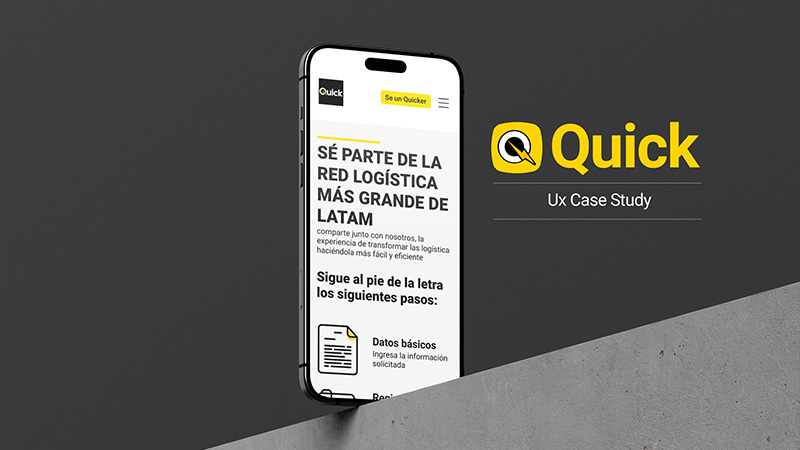 Quick
Se un Quicker
SÉ PARTE DE LA
RED LOGÍSTICA
MÁS GRANDE DE
LATAM
comparte junto con nosotros, la
experiencia de transformar las logística
haciéndola más fácil y eficiente
Sigue al pie de la letra
los siguientes pasos:
Datos básicos
Ingresa la información
solicitada
Quick
Ux Case Study